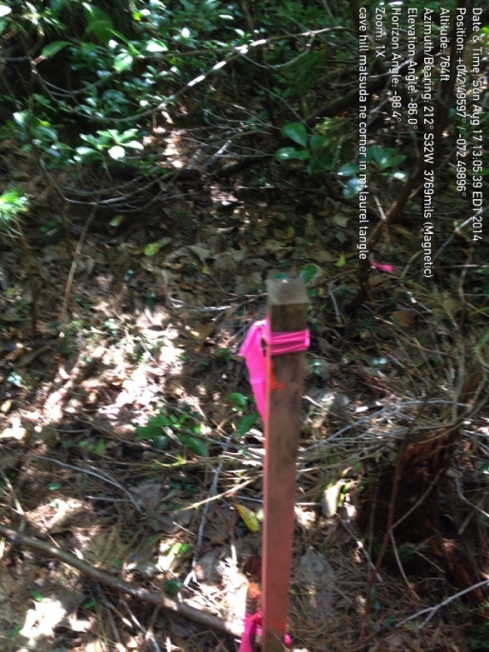 Date & Time: Sun Aug 17 13:05:39 EDT 2014
Position: +042.49597° / -072.49896°
Altitude: 764ft
Azimuth/Bearing: 212° S32W 3769mils (Magnetic)
Elevation Angle: -86.0°
Horizon Angle: -88.4°
Zoom: 1X
cave hill matsuda ne corner in mt laurel tangle